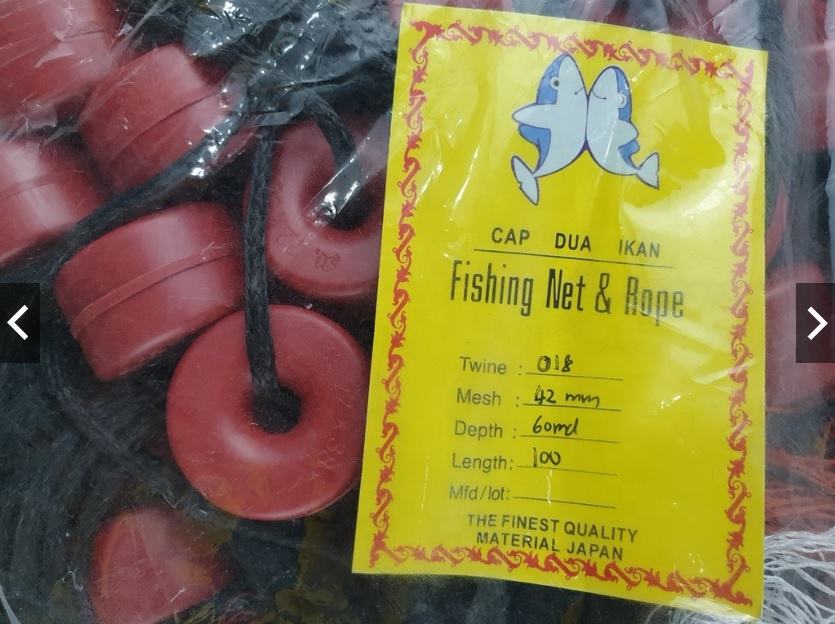 CAP DUA IKAN
Fishing Net & Rope
Twine : 018
Mesh : 42 mm
Depth : 60md
Length: 100
Mfd/lot:
THE FINEST QUALITY
MATERIAL JAPAN